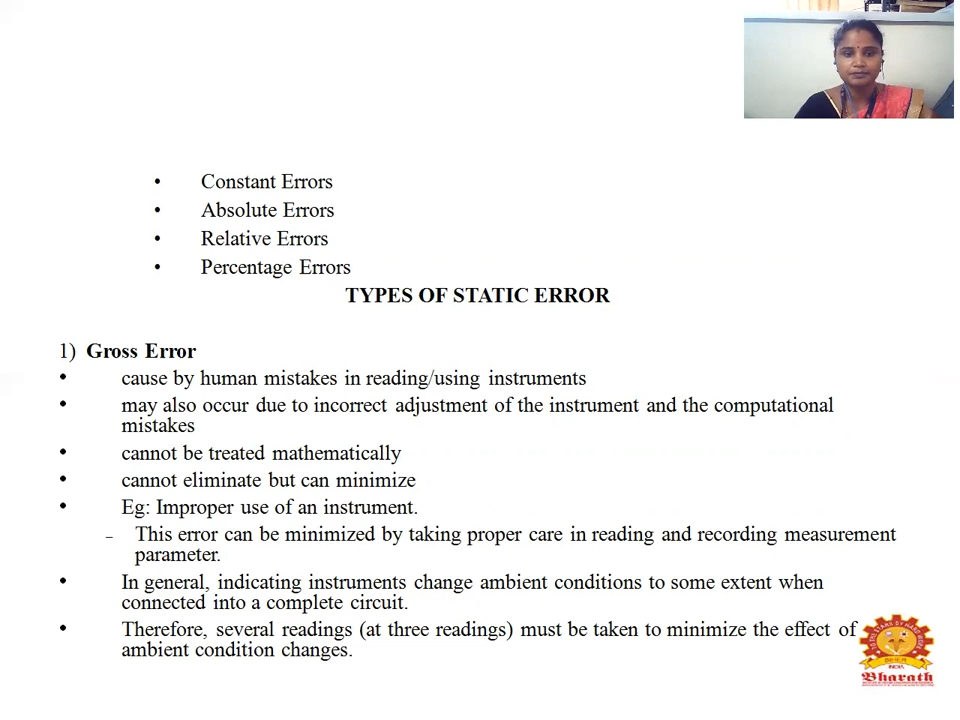 • Constant Errors
• Absolute Errors
• Relative Errors
• Percentage Errors
TYPES OF STATIC ERROR
1) Gross Error
• cause by human mistakes in reading/using instruments
• may also occur due to incorrect adjustment of the instrument and the computational
mistakes
• cannot be treated mathematically
• cannot eliminate but can minimize
• Eg: Improper use of an instrument.
– This error can be minimized by taking proper care in reading and recording measurement
parameter.
• In general, indicating instruments change ambient conditions to some extent when
connected into a complete circuit.
• Therefore, several readings (at three readings) must be taken to minimize the effect of
ambient condition changes.
BIHER
INDIA
Bharath